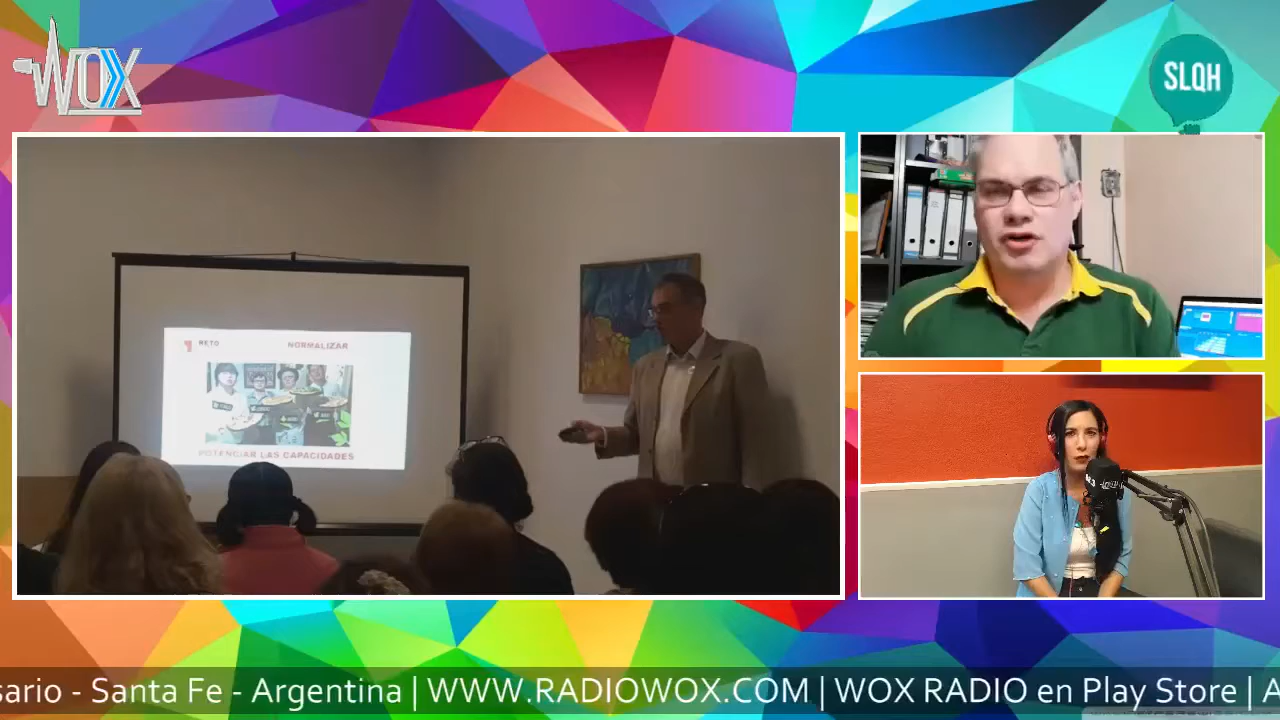 WOX
SLQH
RETO
NORMALIZAR
POTENCIAR LAS CAPACIDADES
sario - Santa Fe - Argentina | WWW.RADIOWOX.COM | WOX RADIO en Play Store | A